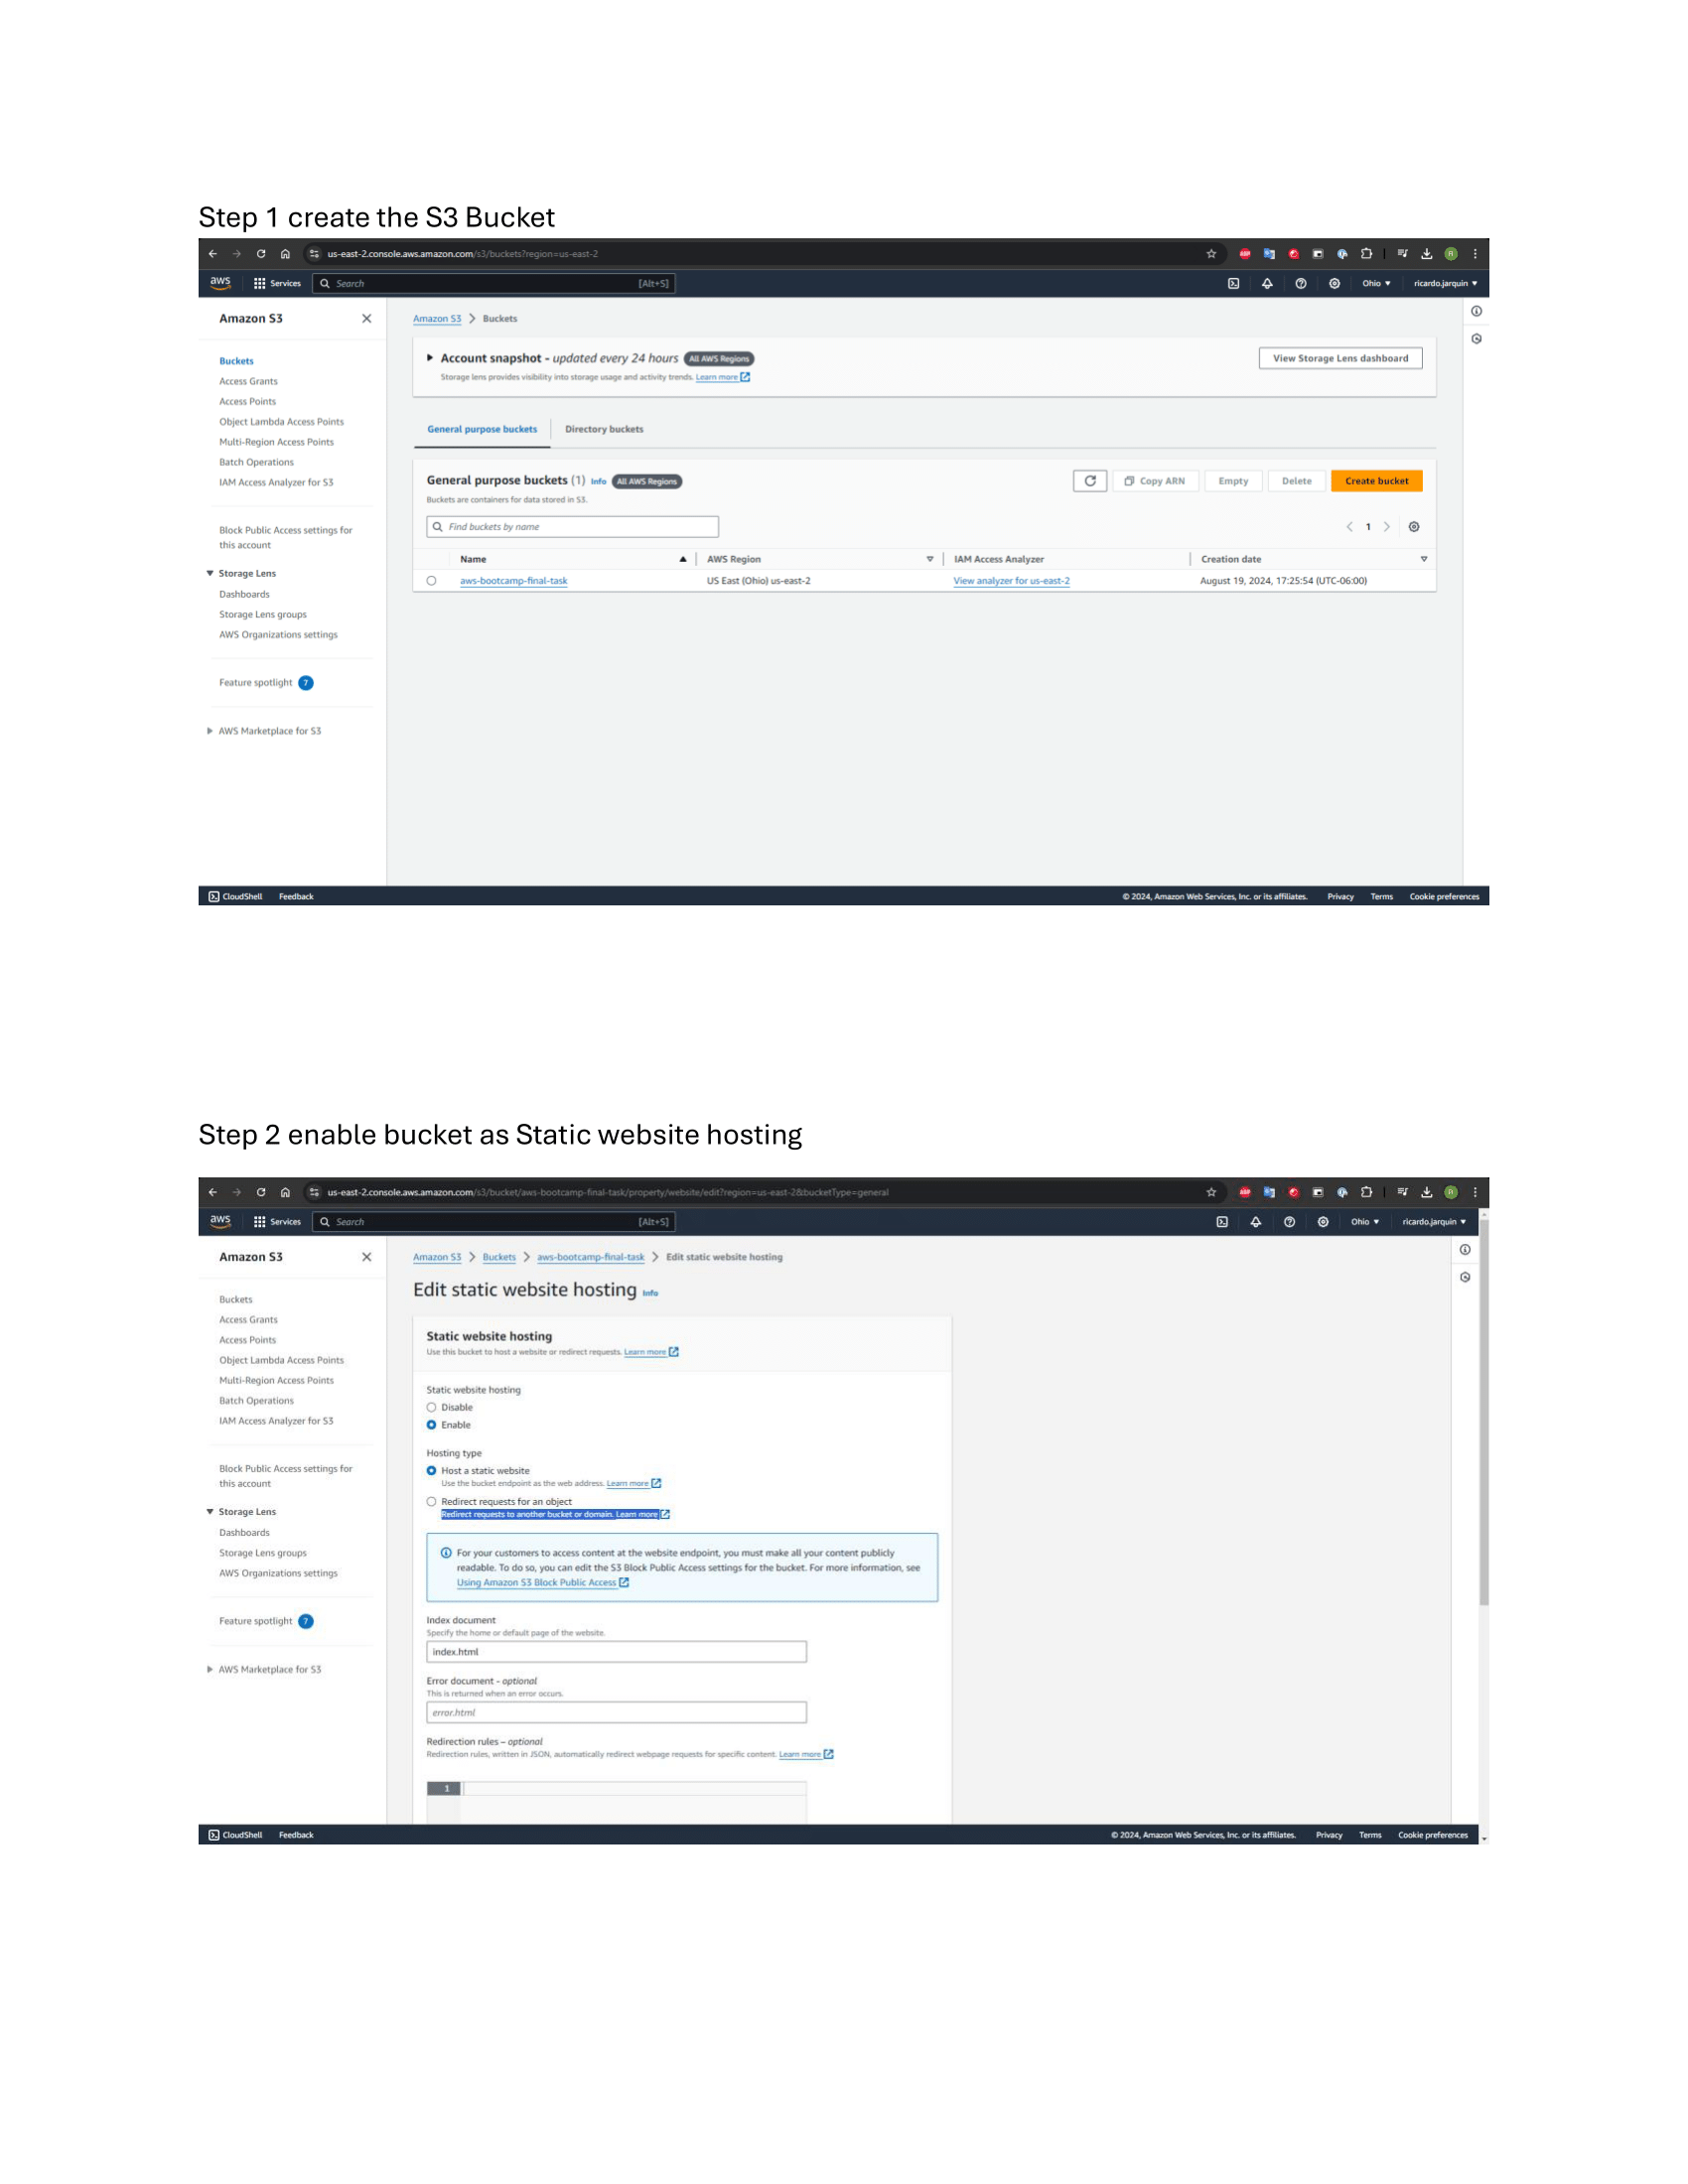 Step 1 create the S3 Bucket
us-east-2.console.aws.amazon.com/s3/buckets?region=us-east-2
aws Services Search [Alt+S] Ohio ricardo.jarquin
Amazon S3
Buckets
Access Grants
Access Points
Object Lambda Access Points
Multi-Region Access Points
Batch Operations
IAM Access Analyzer for S3
Block Public Access settings for
this account
Storage Lens
Dashboards
Storage Lens groups
AWS Organizations settings
Feature spotlight 7
AWS Marketplace for S3
Amazon S3 > Buckets
Account snapshot - updated every 24 hours All AWS Regions
View Storage Lens dashboard
Storage lens provides visibility into storage usage and activity trends. Learn more
General purpose buckets Directory buckets
General purpose buckets (1) Info All AWS Regions
Copy ARN Empty Delete Create bucket
Buckets are containers for data stored in S3.
Find buckets by name
1
Name AWS Region IAM Access Analyzer Creation date
aws-bootcamp-final-task US East (Ohio) us-east-2 View analyzer for us-east-2 August 19, 2024, 17:25:54 (UTC-06:00)
CloudShell Feedback © 2024, Amazon Web Services, Inc. or its affiliates. Privacy Terms Cookie preferences
Step 2 enable bucket as Static website hosting
us-east-2.console.aws.amazon.com/s3/bucket/aws-bootcamp-final-task/property/website/edit?region=us-east-2&bucketType=general
aws Services Search [Alt+S] Ohio ricardo.jarquin
Amazon S3
Buckets
Access Grants
Access Points
Object Lambda Access Points
Multi-Region Access Points
Batch Operations
IAM Access Analyzer for S3
Block Public Access settings for
this account
Storage Lens
Dashboards
Storage Lens groups
AWS Organizations settings
Feature spotlight 7
AWS Marketplace for S3
Amazon S3 > Buckets > aws-bootcamp-final-task > Edit static website hosting
Edit static website hosting Info
Static website hosting
Use this bucket to host a website or redirect requests. Learn more
Static website hosting
Disable
Enable
Hosting type
Host a static website
Use the bucket endpoint as the web address. Learn more
Redirect requests for an object
Redirect requests to another bucket or domain. Learn more
For your customers to access content at the website endpoint, you must make all your content publicly
readable. To do so, you can edit the S3 Block Public Access settings for the bucket. For more information, see
Using Amazon S3 Block Public Access
Index document
Specify the home or default page of the website.
index.html
Error document - optional
This is returned when an error occurs.
error.html
Redirection rules – optional
Redirection rules, written in JSON, automatically redirect webpage requests for specific content. Learn more
1
CloudShell Feedback © 2024, Amazon Web Services, Inc. or its affiliates. Privacy Terms Cookie preferences